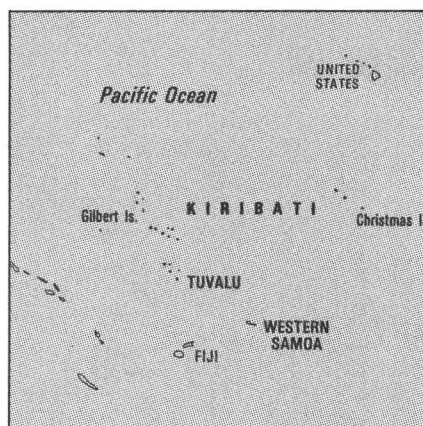 UNITED
STATES
Pacific Ocean
KIRIBATI
Gilbert Is.
Christmas I
TUVALU
WESTERN
SAMOA
FIJI